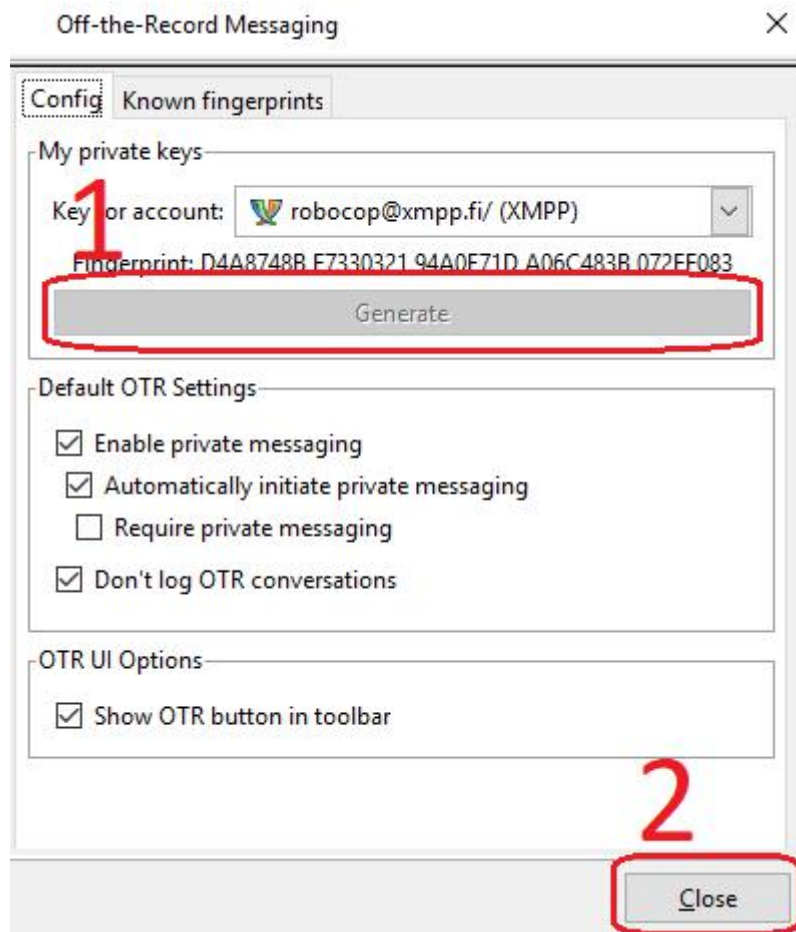 Off-the-Record Messaging
Config Known fingerprints
My private keys
1
Key for account: robocop@xmpp.fi/ (XMPP)
Fingerprint: D4A8748B F7330321 94A0E71D A06C483B 072EF083
Generate
Default OTR Settings
Enable private messaging
Automatically initiate private messaging
Require private messaging
Don't log OTR conversations
OTR UI Options
Show OTR button in toolbar
2
Close